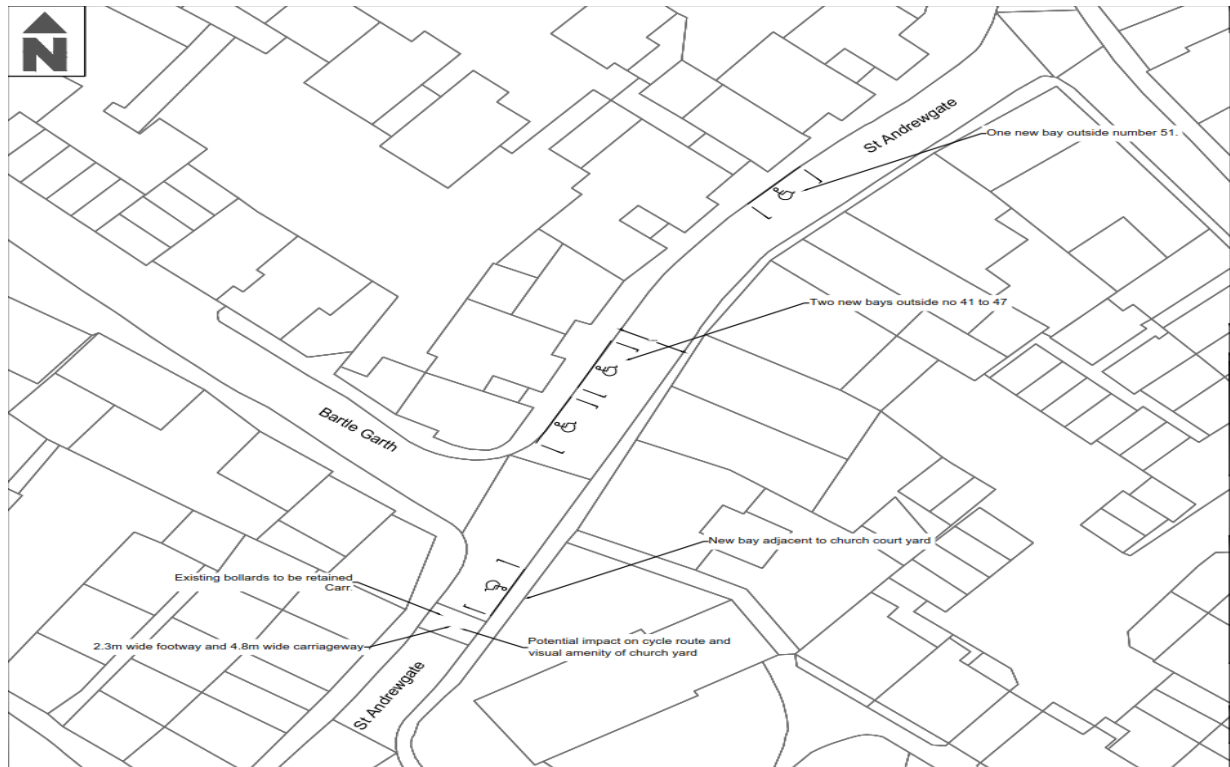 N
St Andrewgate
One new bay outside number 51.
Two new bays outside no 41 to 47
Bartle Garth
New bay adjacent to church court yard
Existing bollards to be retained
Carr.
2.3m wide footway and 4.8m wide carriageway
Potential impact on cycle route and
visual amenity of church yard
St Andrewgate